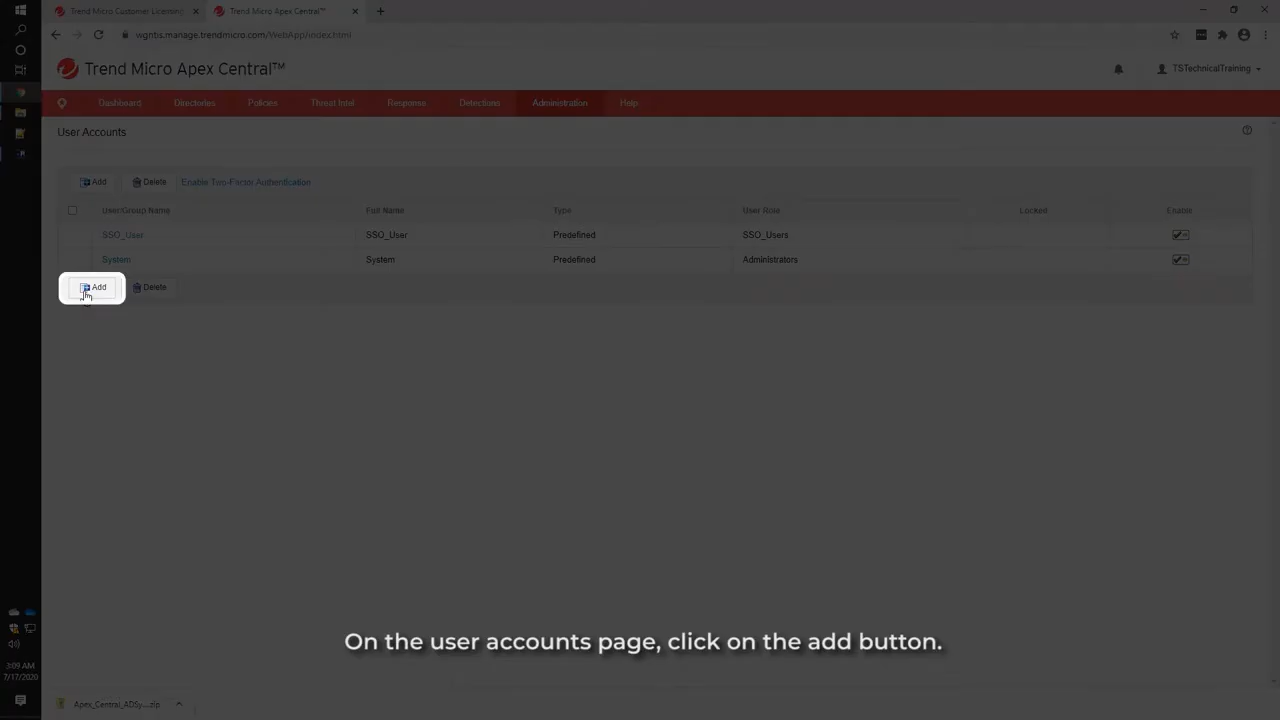 Trend Micro Customer Licensing
Trend Micro Apex Central™
wgntbs.manage.trendmicro.com/WebApp/index.html
Trend Micro Apex Central™
TSTechnicalTraining
Dashboard Directories Policies Threat Intel Response Detections Administration Help
User Accounts
Add Delete Enable Two-Factor Authentication
User/Group Name Full Name Type User Role Locked Enable
SSO_User SSO_User Predefined SSO_Users
System System Predefined Administrators
Add Delete
On the user accounts page, click on the add button.
3:09 AM
7/17/2020
Apex_Central_ADSy....zip